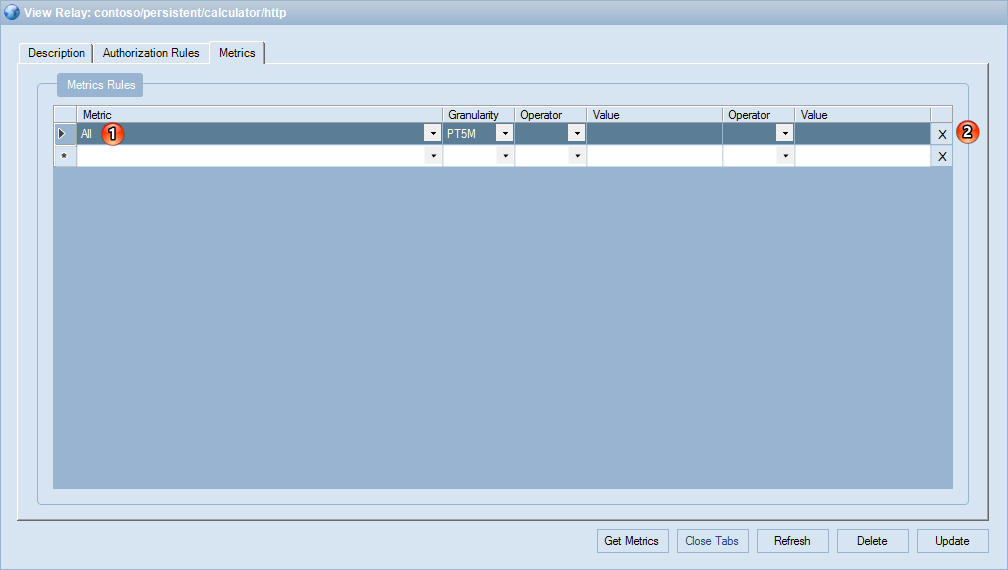 View Relay: contoso/persistent/calculator/http
Description Authorization Rules Metrics
Metrics Rules
Metric Granularity Operator Value Operator Value
All 1 PT5M X 2
* X
Get Metrics Close Tabs Refresh Delete Update